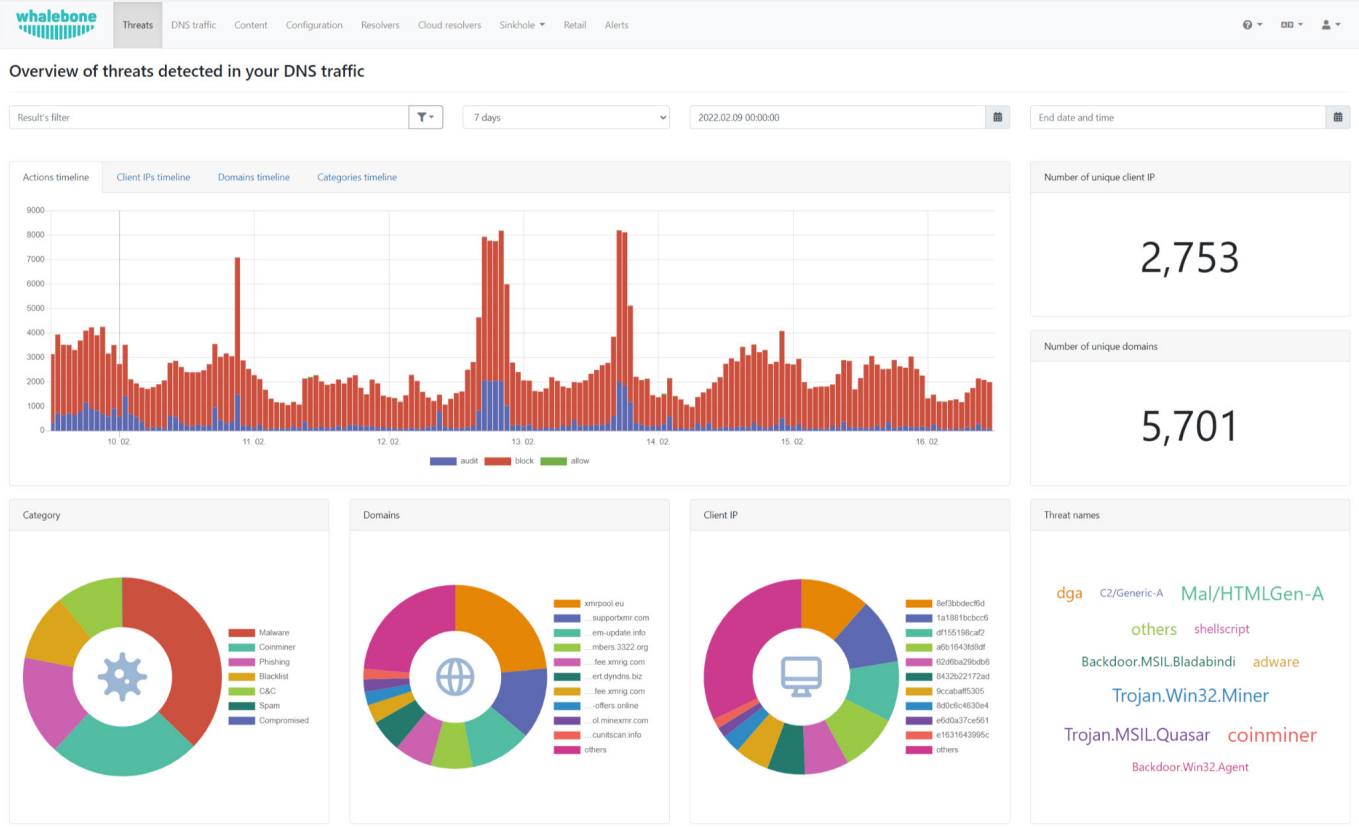 whalebone
Threats DNS traffic Content Configuration Resolvers Cloud resolvers Sinkhole Retail Alerts
Overview of threats detected in your DNS traffic
Result's filter 7 days 2022.02.09 00:00:00 End date and time
Actions timeline Client IPs timeline Domains timeline Categories timeline
9000
8000
7000
6000
5000
4000
3000
2000
1000
0
10. 02. 11. 02. 12. 02. 13. 02. 14. 02. 15. 02. 16. 02.
audit block allow
Number of unique client IP
2,753
Number of unique domains
5,701
Category
Malware
Coinminer
Phishing
Blacklist
C&C
Spam
Compromised
Domains
xmrpool.eu
...supportxmr.com
...em-update.info
...mbers.3322.org
...fee.xmrig.com
...ert.dyndns.biz
...fee.xmrig.com
...-offers.online
...ol.minexmr.com
...cunitscan.info
others
Client IP
8ef3bbdecf6d
1a1881bcbcc6
df155198caf2
a6b1643fd8df
62d6ba29bdb6
8432b22172ad
9ccabaff5305
8d0c6c4630e4
e6d0a37ce561
e1631643995c
others
Threat names
dga C2/Generic-A Mal/HTMLGen-A
others shellscript
Backdoor.MSIL.Bladabindi adware
Trojan.Win32.Miner
Trojan.MSIL.Quasar coinminer
Backdoor.Win32.Agent